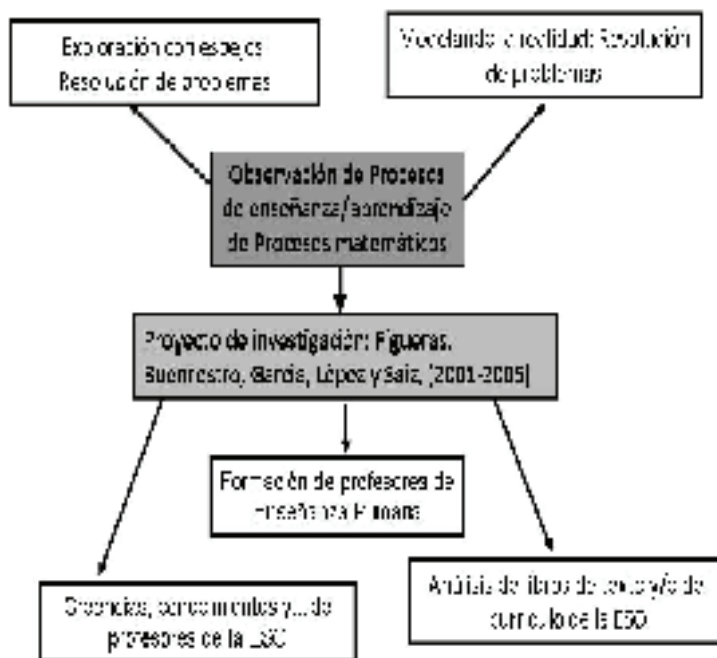 Exploración con espejos
Resolución de problemas
Modelando la realidad: Resolución
de problemas
Observación de Procesos
de enseñanza/aprendizaje
de Procesos matemáticos
Proyecto de investigación: Figueras,
Buenrostro, García, López y Sáiz, (2001-2005)
Formación de profesores de
Enseñanza Primaria
Creencias, conocimientos y... de
profesores de la ESO
Análisis de libros de texto y/o de
currículo de la ESO